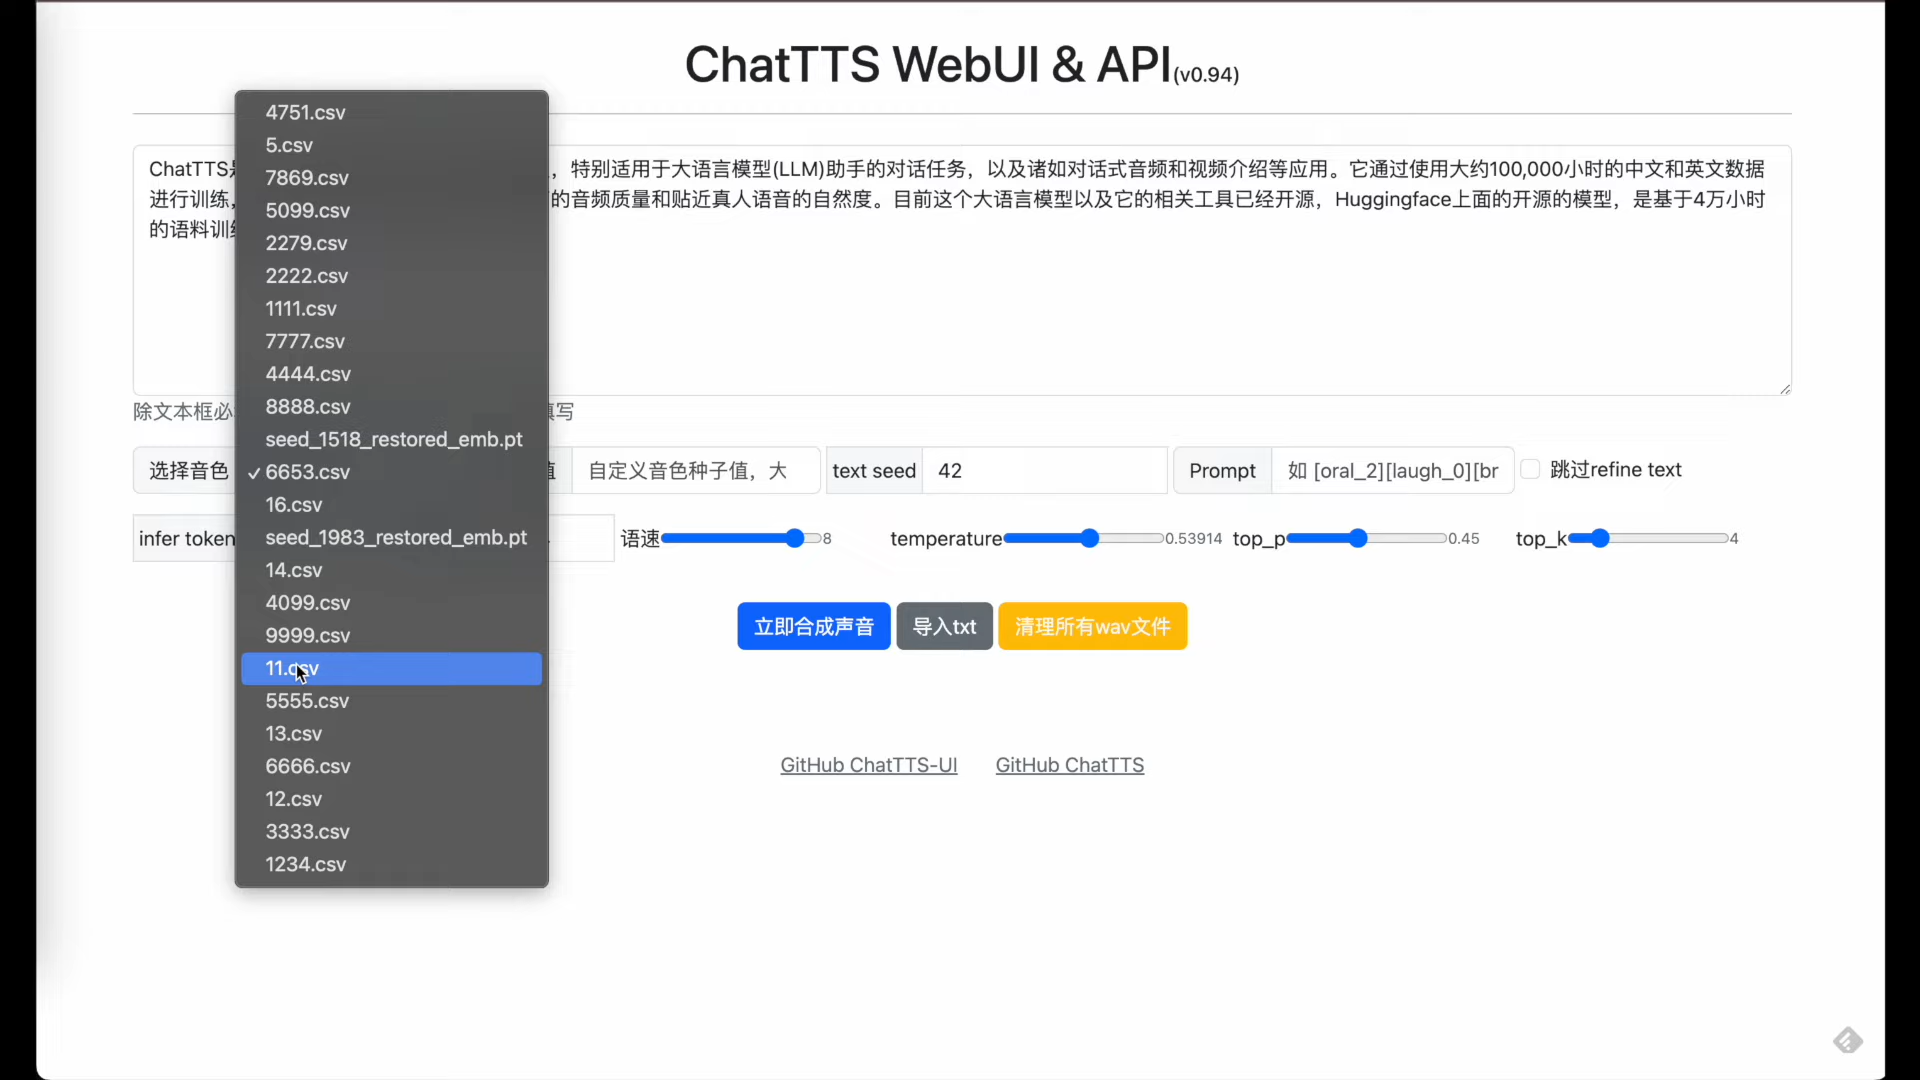 ChatTTS WebUI & API(v0.94)
ChatTTS
，特别适用于大语言模型(LLM)助手的对话任务，以及诸如对话式音频和视频介绍等应用。它通过使用大约100,000小时的中文和英文数据
进行训练，
的音频质量和贴近真人语音的自然度。目前这个大语言模型以及它的相关工具已经开源，Huggingface上面的开源的模型，是基于4万小时
的语料训
除文本框必
填写
4751.csv
5.csv
7869.csv
5099.csv
2279.csv
2222.csv
1111.csv
7777.csv
4444.csv
8888.csv
seed_1518_restored_emb.pt
✓ 6653.csv
16.csv
seed_1983_restored_emb.pt
14.csv
4099.csv
9999.csv
11.csv
5555.csv
13.csv
6666.csv
12.csv
3333.csv
1234.csv
选择音色 值 自定义音色种子值，大 text seed 42 Prompt 如 [oral_2][laugh_0][br 跳过refine text
infer token 语速 8 temperature 0.53914 top_p 0.45 top_k 4
立即合成声音 导入txt 清理所有wav文件
GitHub ChatTTS-UI GitHub ChatTTS